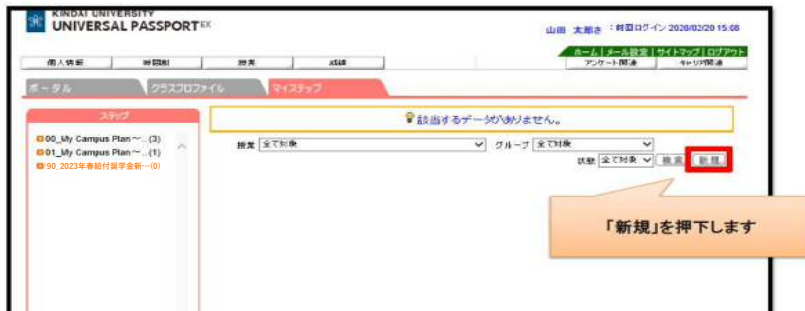 KINDAI UNIVERSITY
UNIVERSAL PASSPORT EX
山田 太郎さ ：前回ログイン 2020/02/20 15:08
ホーム | メール設定 | サイトマップ | ログアウト
個人情報 時間割 授業 成績 アンケート関連 キャリア関連
ポータル クラスプロファイル マイステップ
ステップ
該当するデータがありません。
00_My Campus Plan～...(3)
01_My Campus Plan～...(1)
90_2023年春給付奨学金新…(0)
授業 全て対象 グループ 全て対象
状態 全て対象 検索 新規
「新規」を押下します